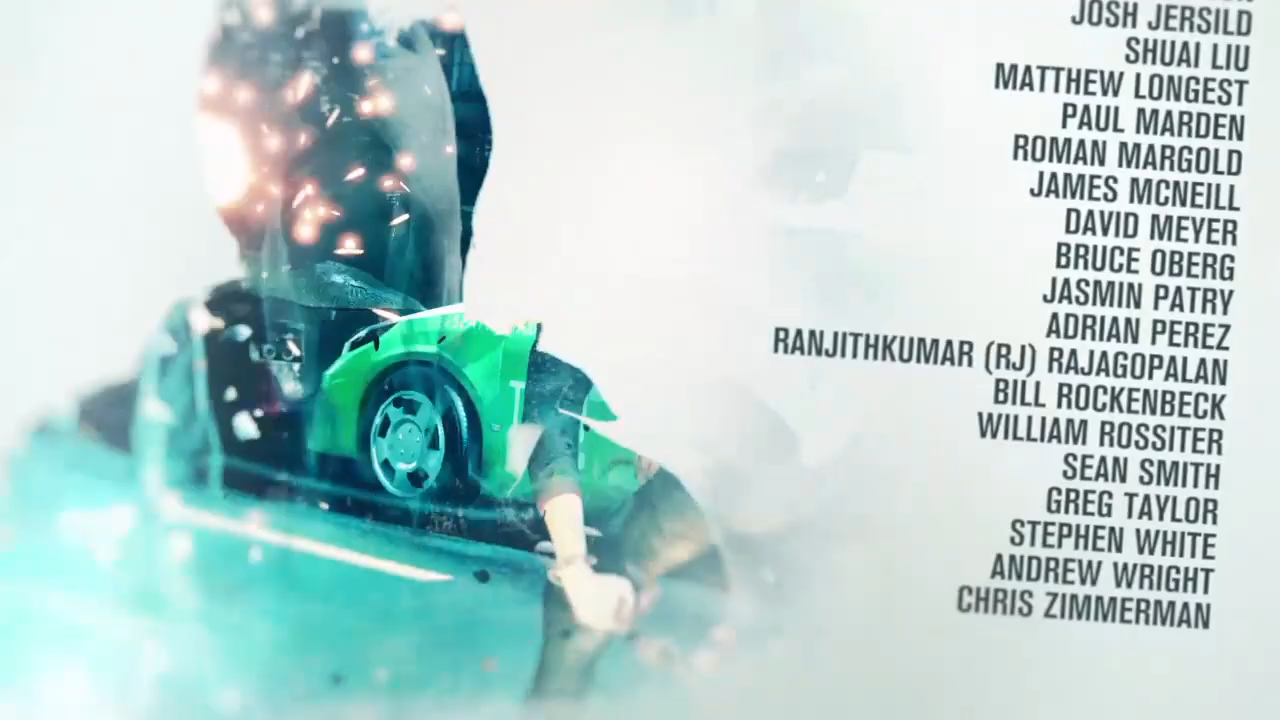 JOSH JERSILD
SHUAI LIU
MATTHEW LONGEST
PAUL MARDEN
ROMAN MARGOLD
JAMES MCNEILL
DAVID MEYER
BRUCE OBERG
JASMIN PATRY
ADRIAN PEREZ
RANJITHKUMAR (RJ) RAJAGOPALAN
BILL ROCKENBECK
WILLIAM ROSSITER
SEAN SMITH
GREG TAYLOR
STEPHEN WHITE
ANDREW WRIGHT
CHRIS ZIMMERMAN